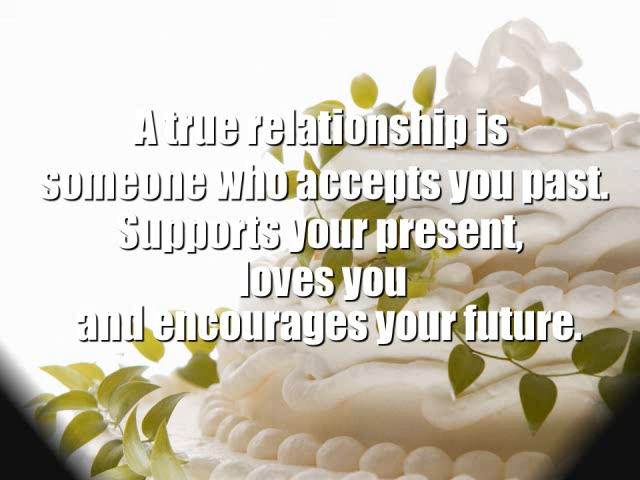 A true relationship is
someone who accepts you past.
Supports your present,
loves you
and encourages your future.